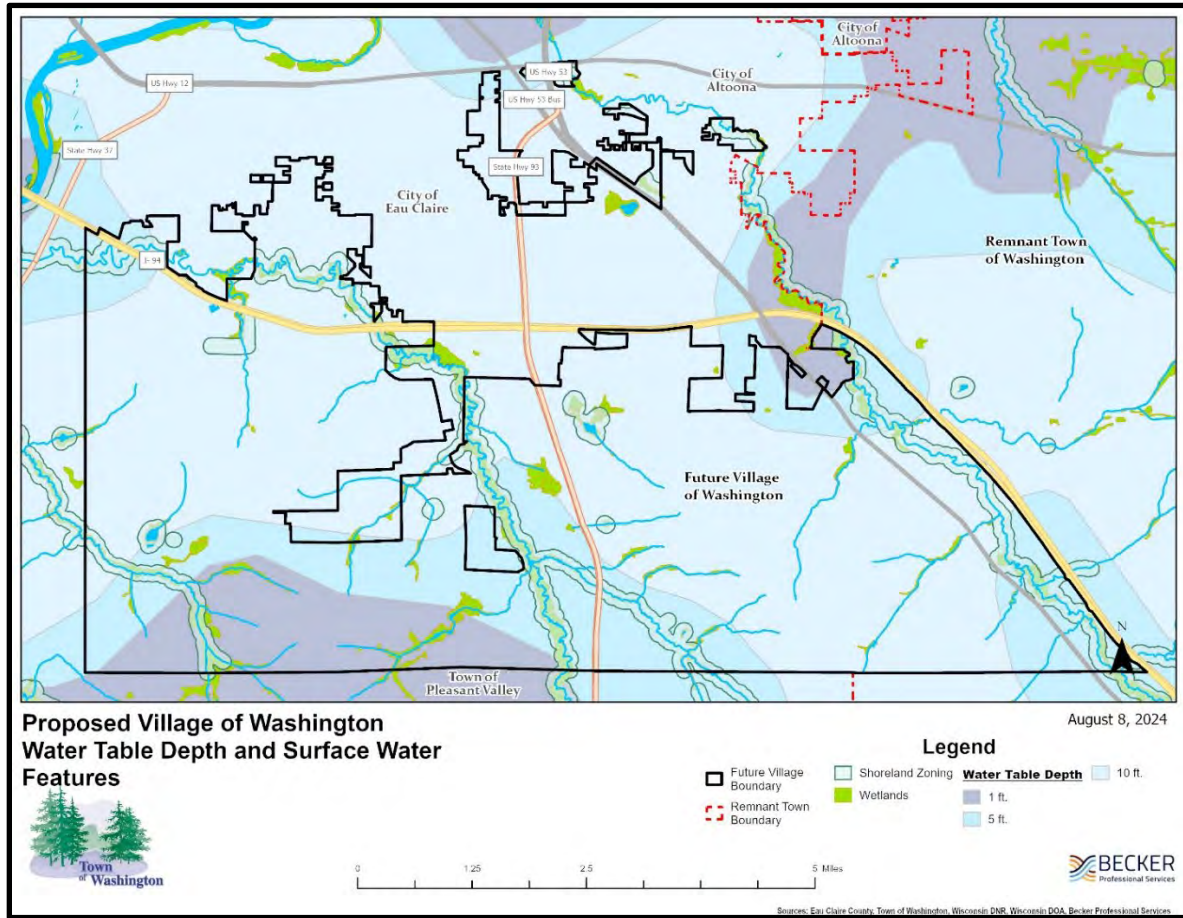 City of
Altoona
City of
Altoona
US Hwy 53
US Hwy 12
US Hwy 53 Bus
State Hwy 37
State Hwy 93
City of
Eau Claire
Remnant Town
of Washington
I- 94
Future Village
of Washington
N
Town of
Pleasant Valley
Proposed Village of Washington
Water Table Depth and Surface Water
Features
August 8, 2024
Legend
Future Village
Boundary
Remnant Town
Boundary
Shoreland Zoning
Wetlands
Water Table Depth
1 ft.
5 ft.
10 ft.
Town
of Washington
0 1.25 2.5 5 Miles
BECKER
Professional Services
Sources: Eau Claire County, Town of Washington, Wisconsin DNR, Wisconsin DOA, Becker Professional Services